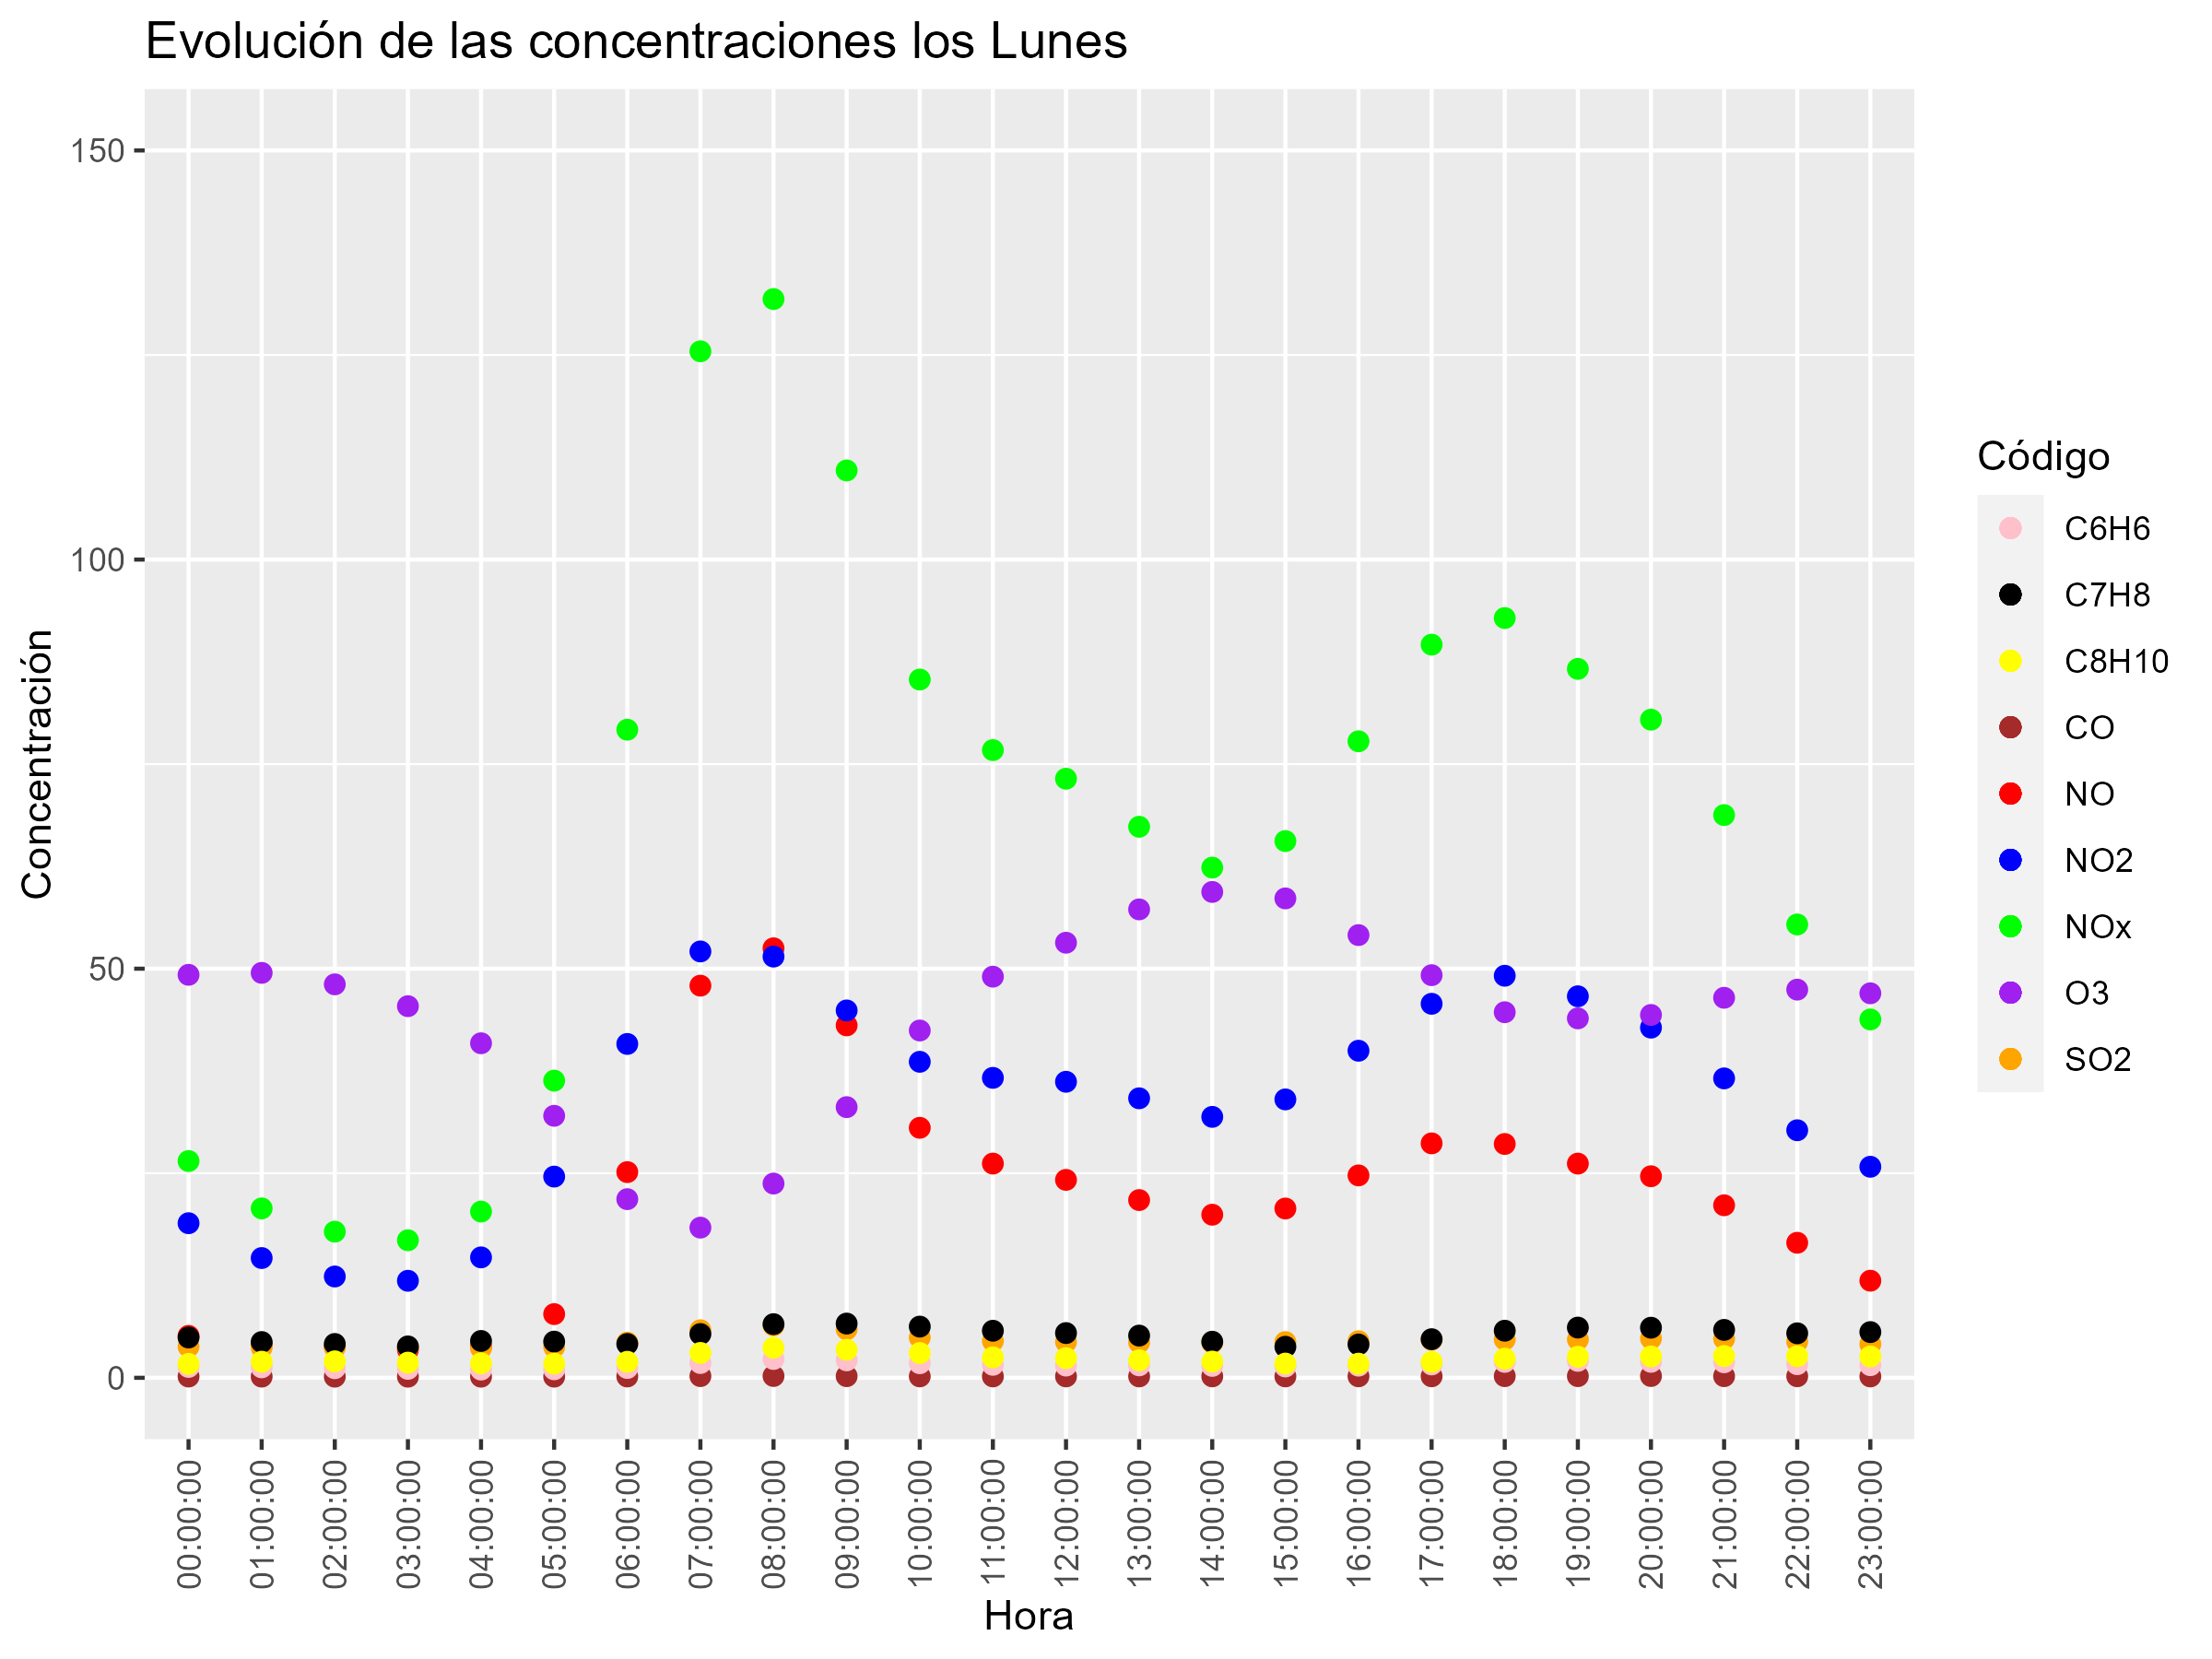 Evolución de las concentraciones los Lunes
Concentración
150
100
50
0
00:00:00
01:00:00
02:00:00
03:00:00
04:00:00
05:00:00
06:00:00
07:00:00
08:00:00
09:00:00
10:00:00
11:00:00
12:00:00
13:00:00
14:00:00
15:00:00
16:00:00
17:00:00
18:00:00
19:00:00
20:00:00
21:00:00
22:00:00
23:00:00
Hora
Código
C6H6
C7H8
C8H10
CO
NO
NO2
NOx
O3
SO2